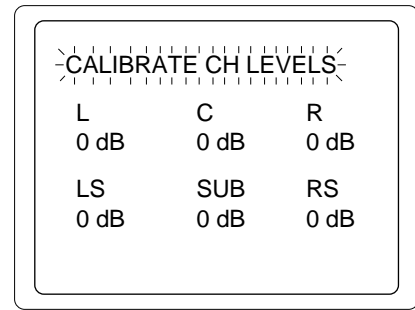 CALIBRATE CH LEVELS
L C R
0 dB 0 dB 0 dB
LS SUB RS
0 dB 0 dB 0 dB